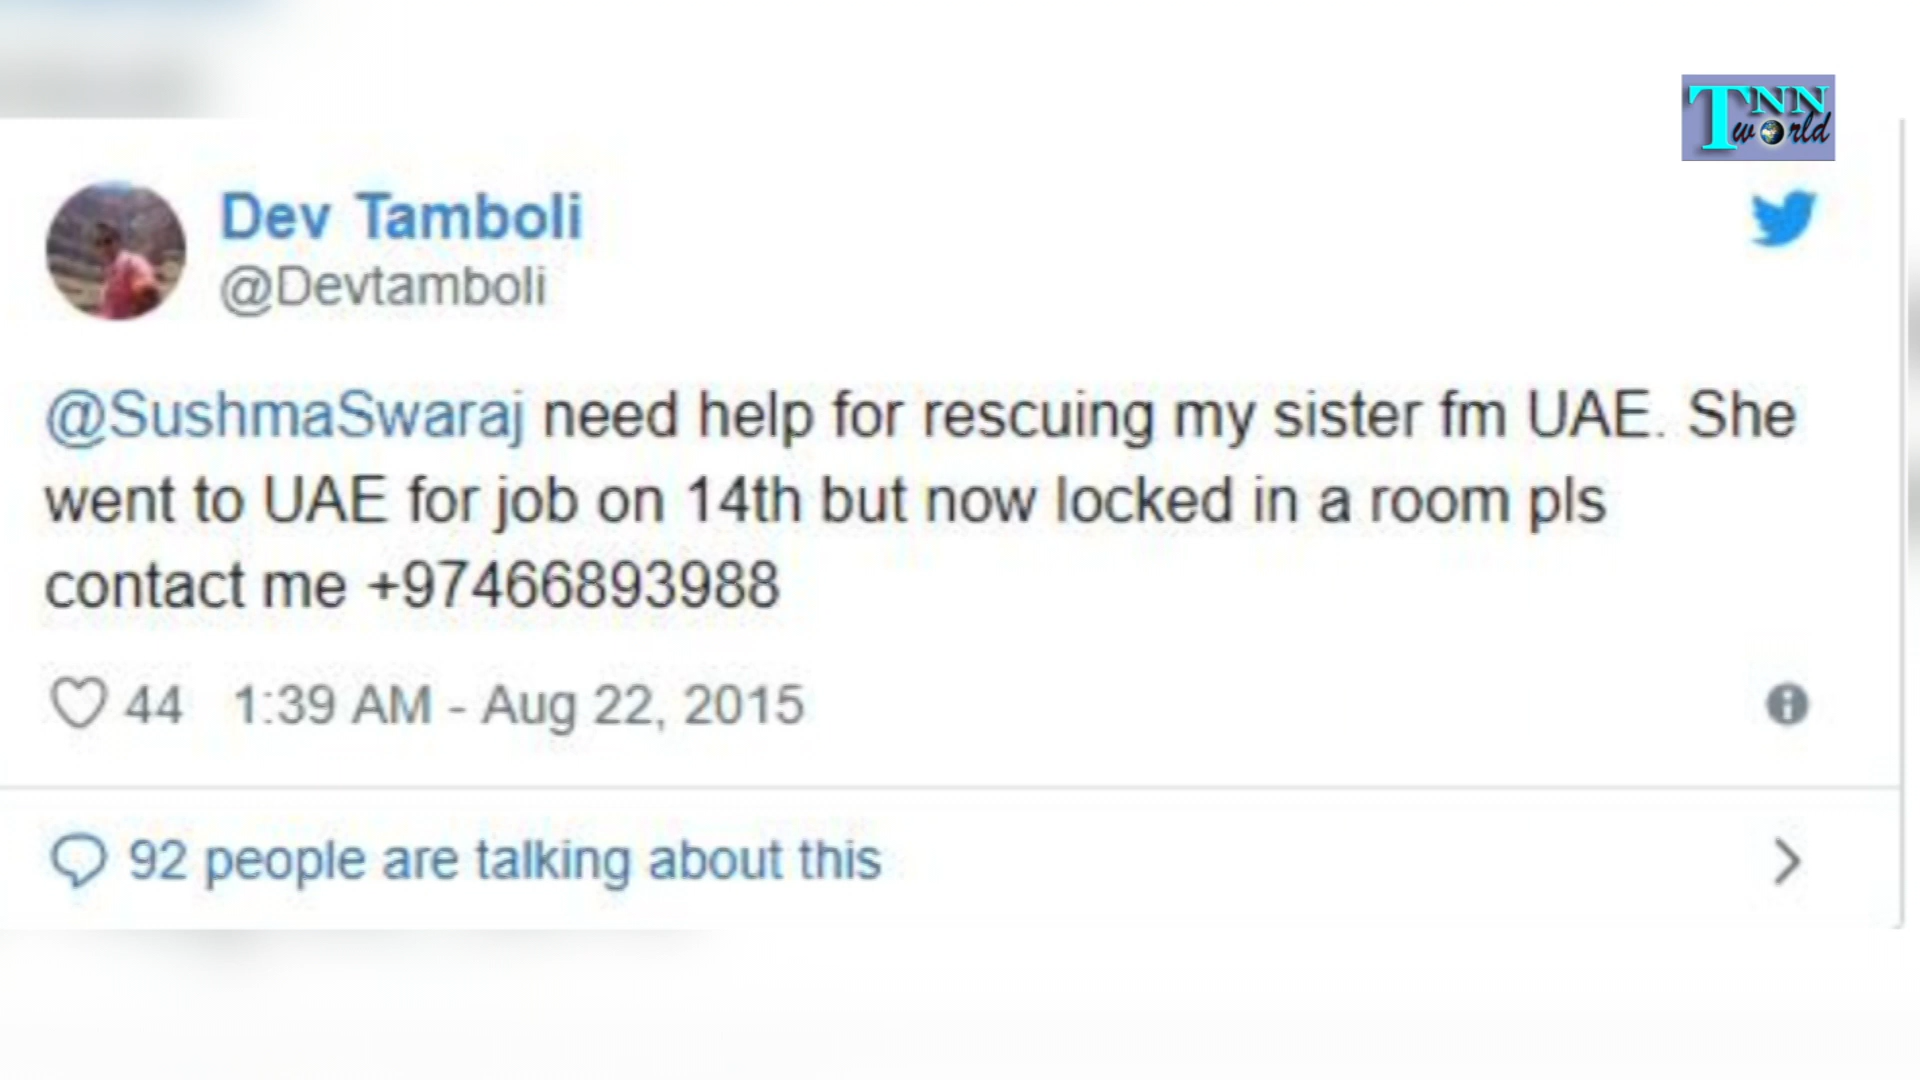 TNN
world
Dev Tamboli
@Devtamboli
@SushmaSwaraj need help for rescuing my sister fm UAE. She
went to UAE for job on 14th but now locked in a room pls
contact me +97466893988
44 1:39 AM - Aug 22, 2015
92 people are talking about this